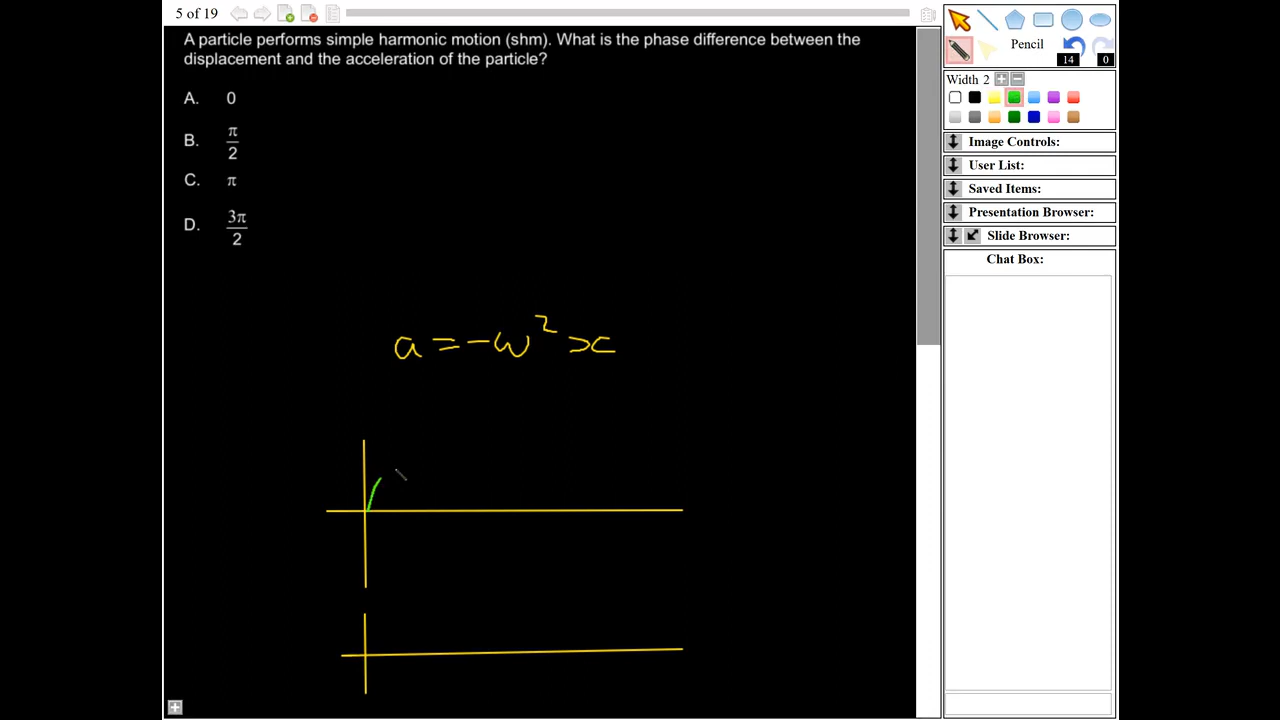 5 of 19
A particle performs simple harmonic motion (shm). What is the phase difference between the
displacement and the acceleration of the particle?
A. 0
B. π/2
C. π
D. 3π/2
a = -ω² x
Pencil
14
0
Width 2
Image Controls:
User List:
Saved Items:
Presentation Browser:
Slide Browser:
Chat Box: